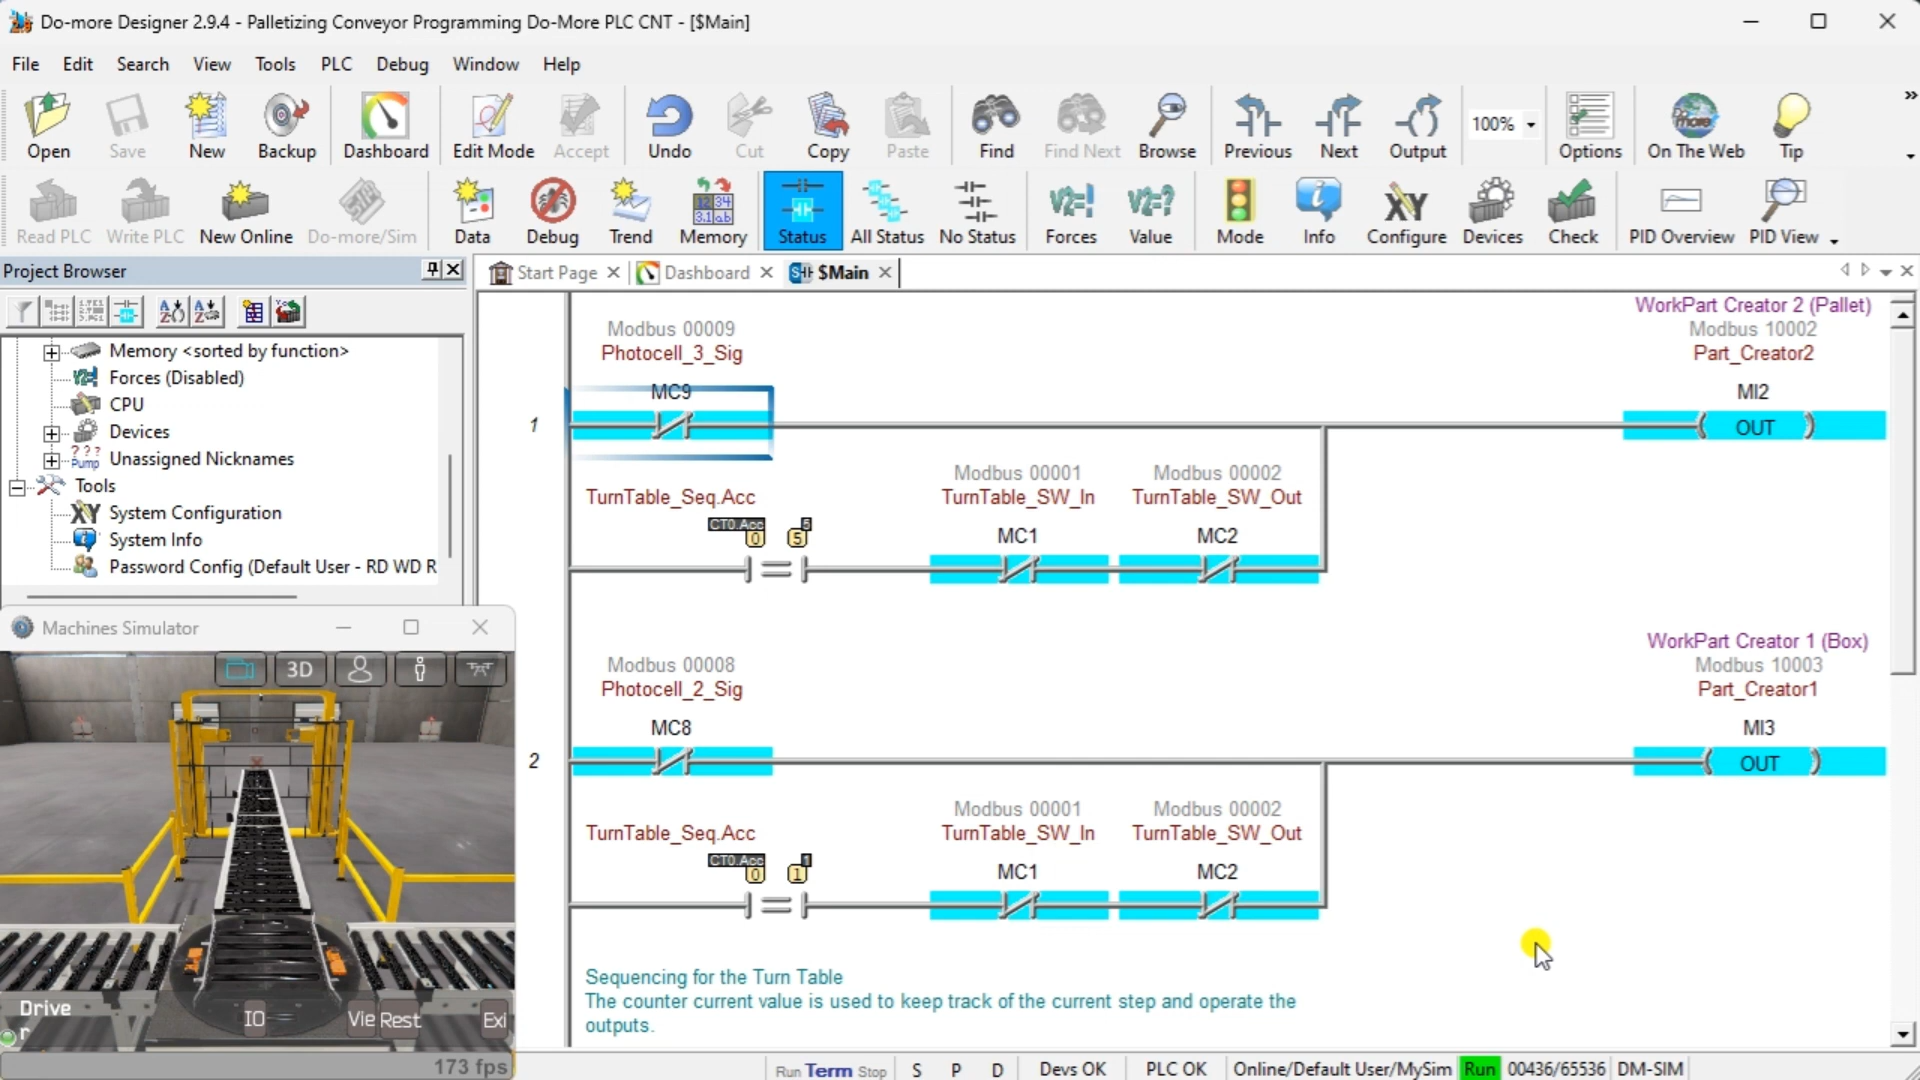 Do-more Designer 2.9.4 - Palletizing Conveyor Programming Do-More PLC CNT - [$Main]
File Edit Search View Tools PLC Debug Window Help
Open Save New Backup Dashboard Edit Mode Accept Undo Cut Copy Paste Find Find Next Browse Previous Next Output 100% Options On The Web Tip
Read PLC Write PLC New Online Do-more/Sim Data Debug Trend Memory Status All Status No Status Forces Value Mode Info Configure Devices Check PID Overview PID View
Project Browser
Start Page Dashboard $Main
Memory <sorted by function>
Forces (Disabled)
CPU
Devices
Unassigned Nicknames
Tools
System Configuration
System Info
Password Config (Default User - RD WD R
WorkPart Creator 2 (Pallet)
Modbus 00009 Modbus 10002
Photocell_3_Sig Part_Creator2
MC9 MI2
1 OUT
Modbus 00001 Modbus 00002
TurnTable_Seq.Acc TurnTable_SW_In TurnTable_SW_Out
CT0.Acc 5
0 5 MC1 MC2
WorkPart Creator 1 (Box)
Modbus 00008 Modbus 10003
Photocell_2_Sig Part_Creator1
MC8 MI3
2 OUT
Modbus 00001 Modbus 00002
TurnTable_Seq.Acc TurnTable_SW_In TurnTable_SW_Out
CT0.Acc 1
0 1 MC1 MC2
Sequencing for the Turn Table
The counter current value is used to keep track of the current step and operate the
outputs.
Machines Simulator
3D
Drive
r IO Vie Rest Exi
173 fps
Run Term Stop S P D Devs OK PLC OK Online/Default User/MySim Run 00436/65536 DM-SIM